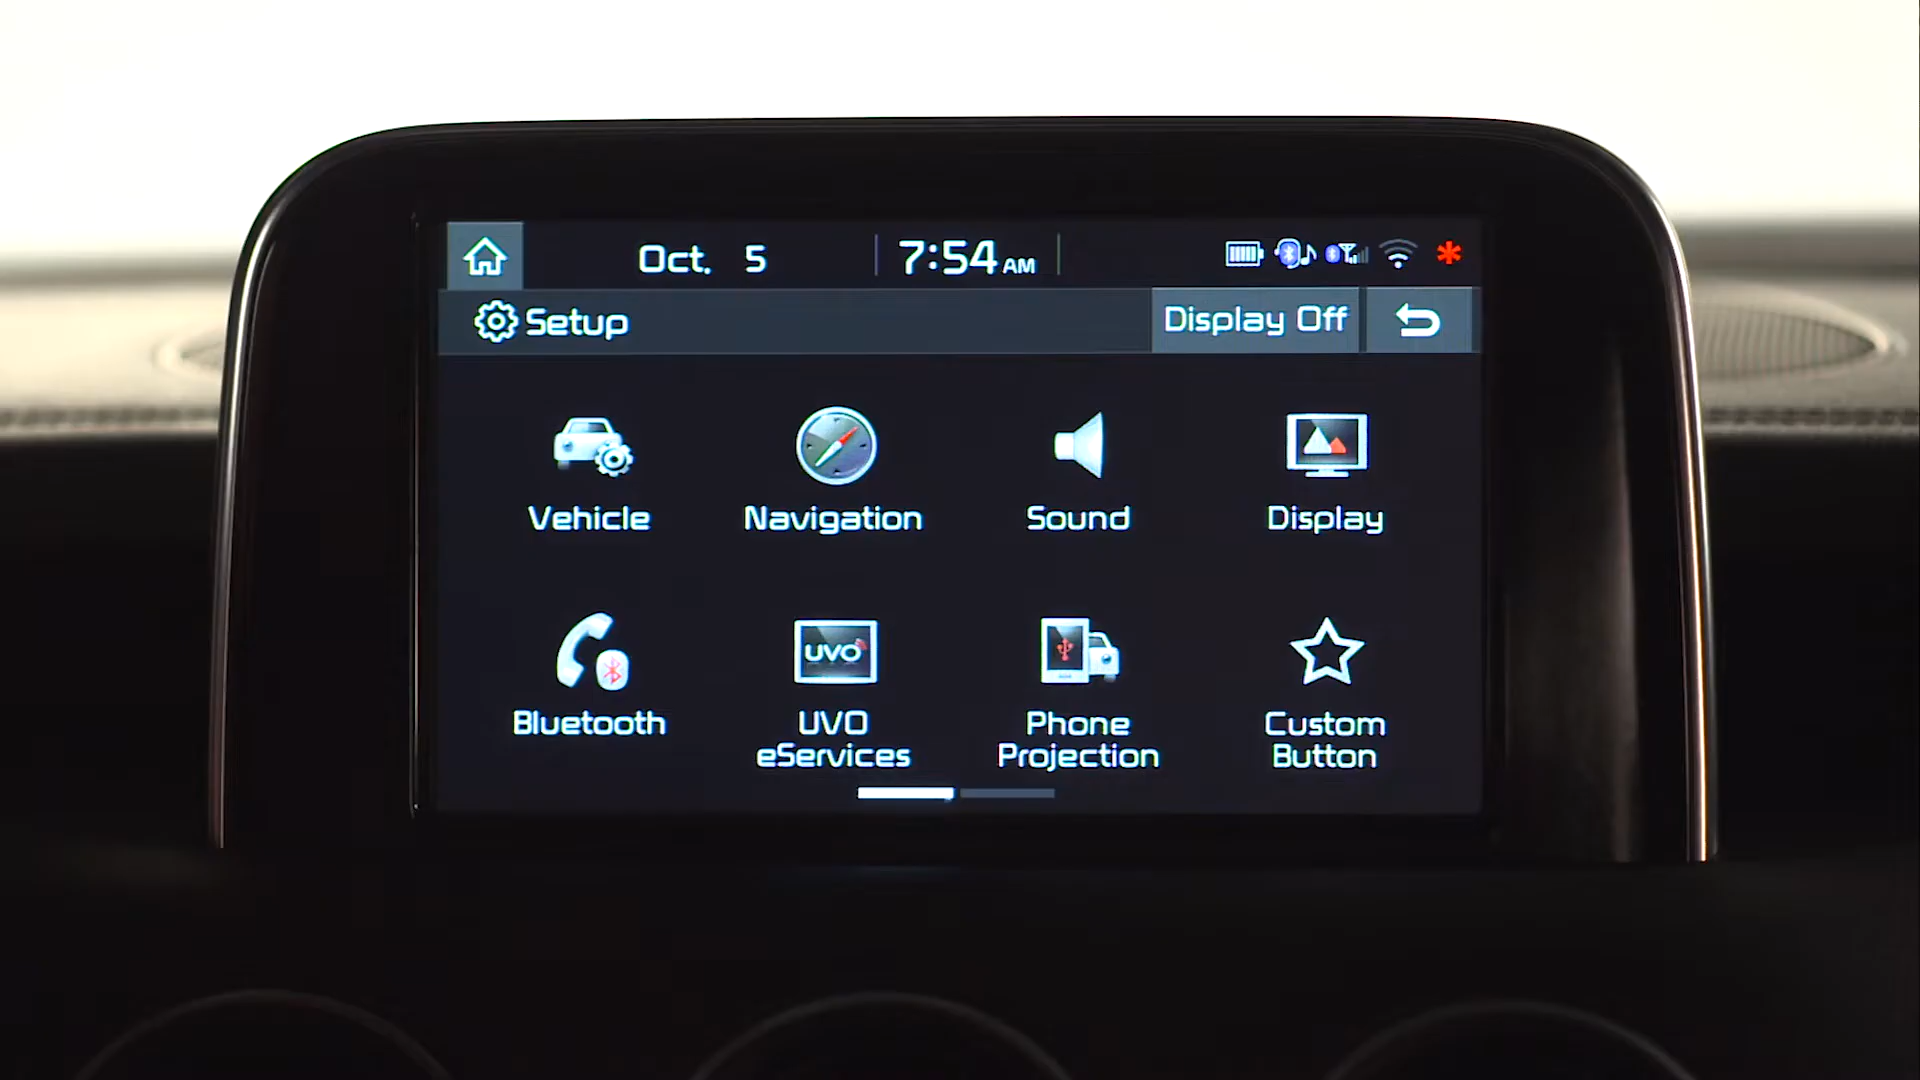 Oct. 5 7:54 AM
Setup Display Off
Vehicle Navigation Sound Display
UVO
Bluetooth UVO Phone Custom
eServices Projection Button